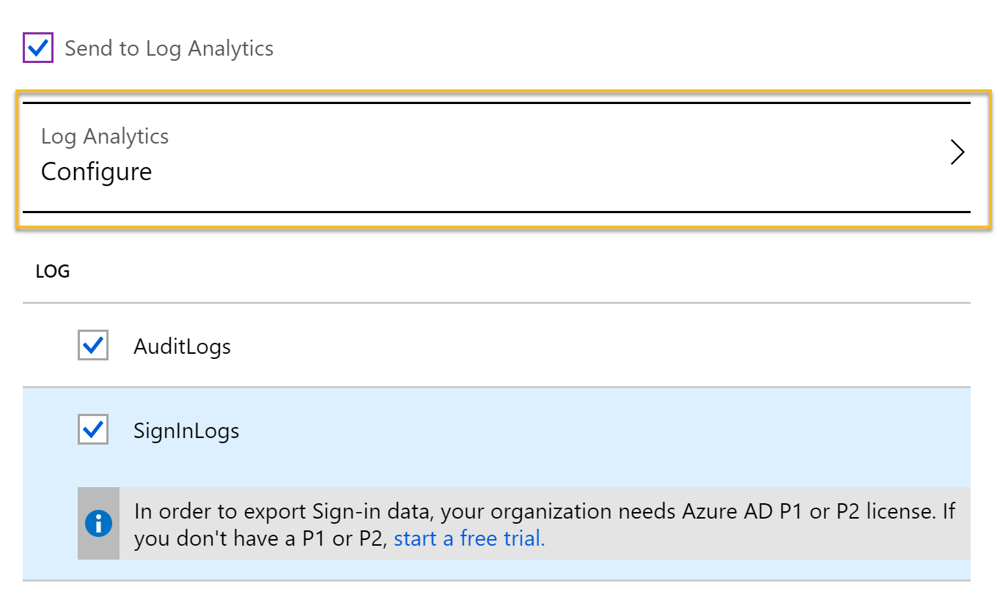 Send to Log Analytics
Log Analytics
Configure
LOG
AuditLogs
SignInLogs
In order to export Sign-in data, your organization needs Azure AD P1 or P2 license. If
you don't have a P1 or P2, start a free trial.